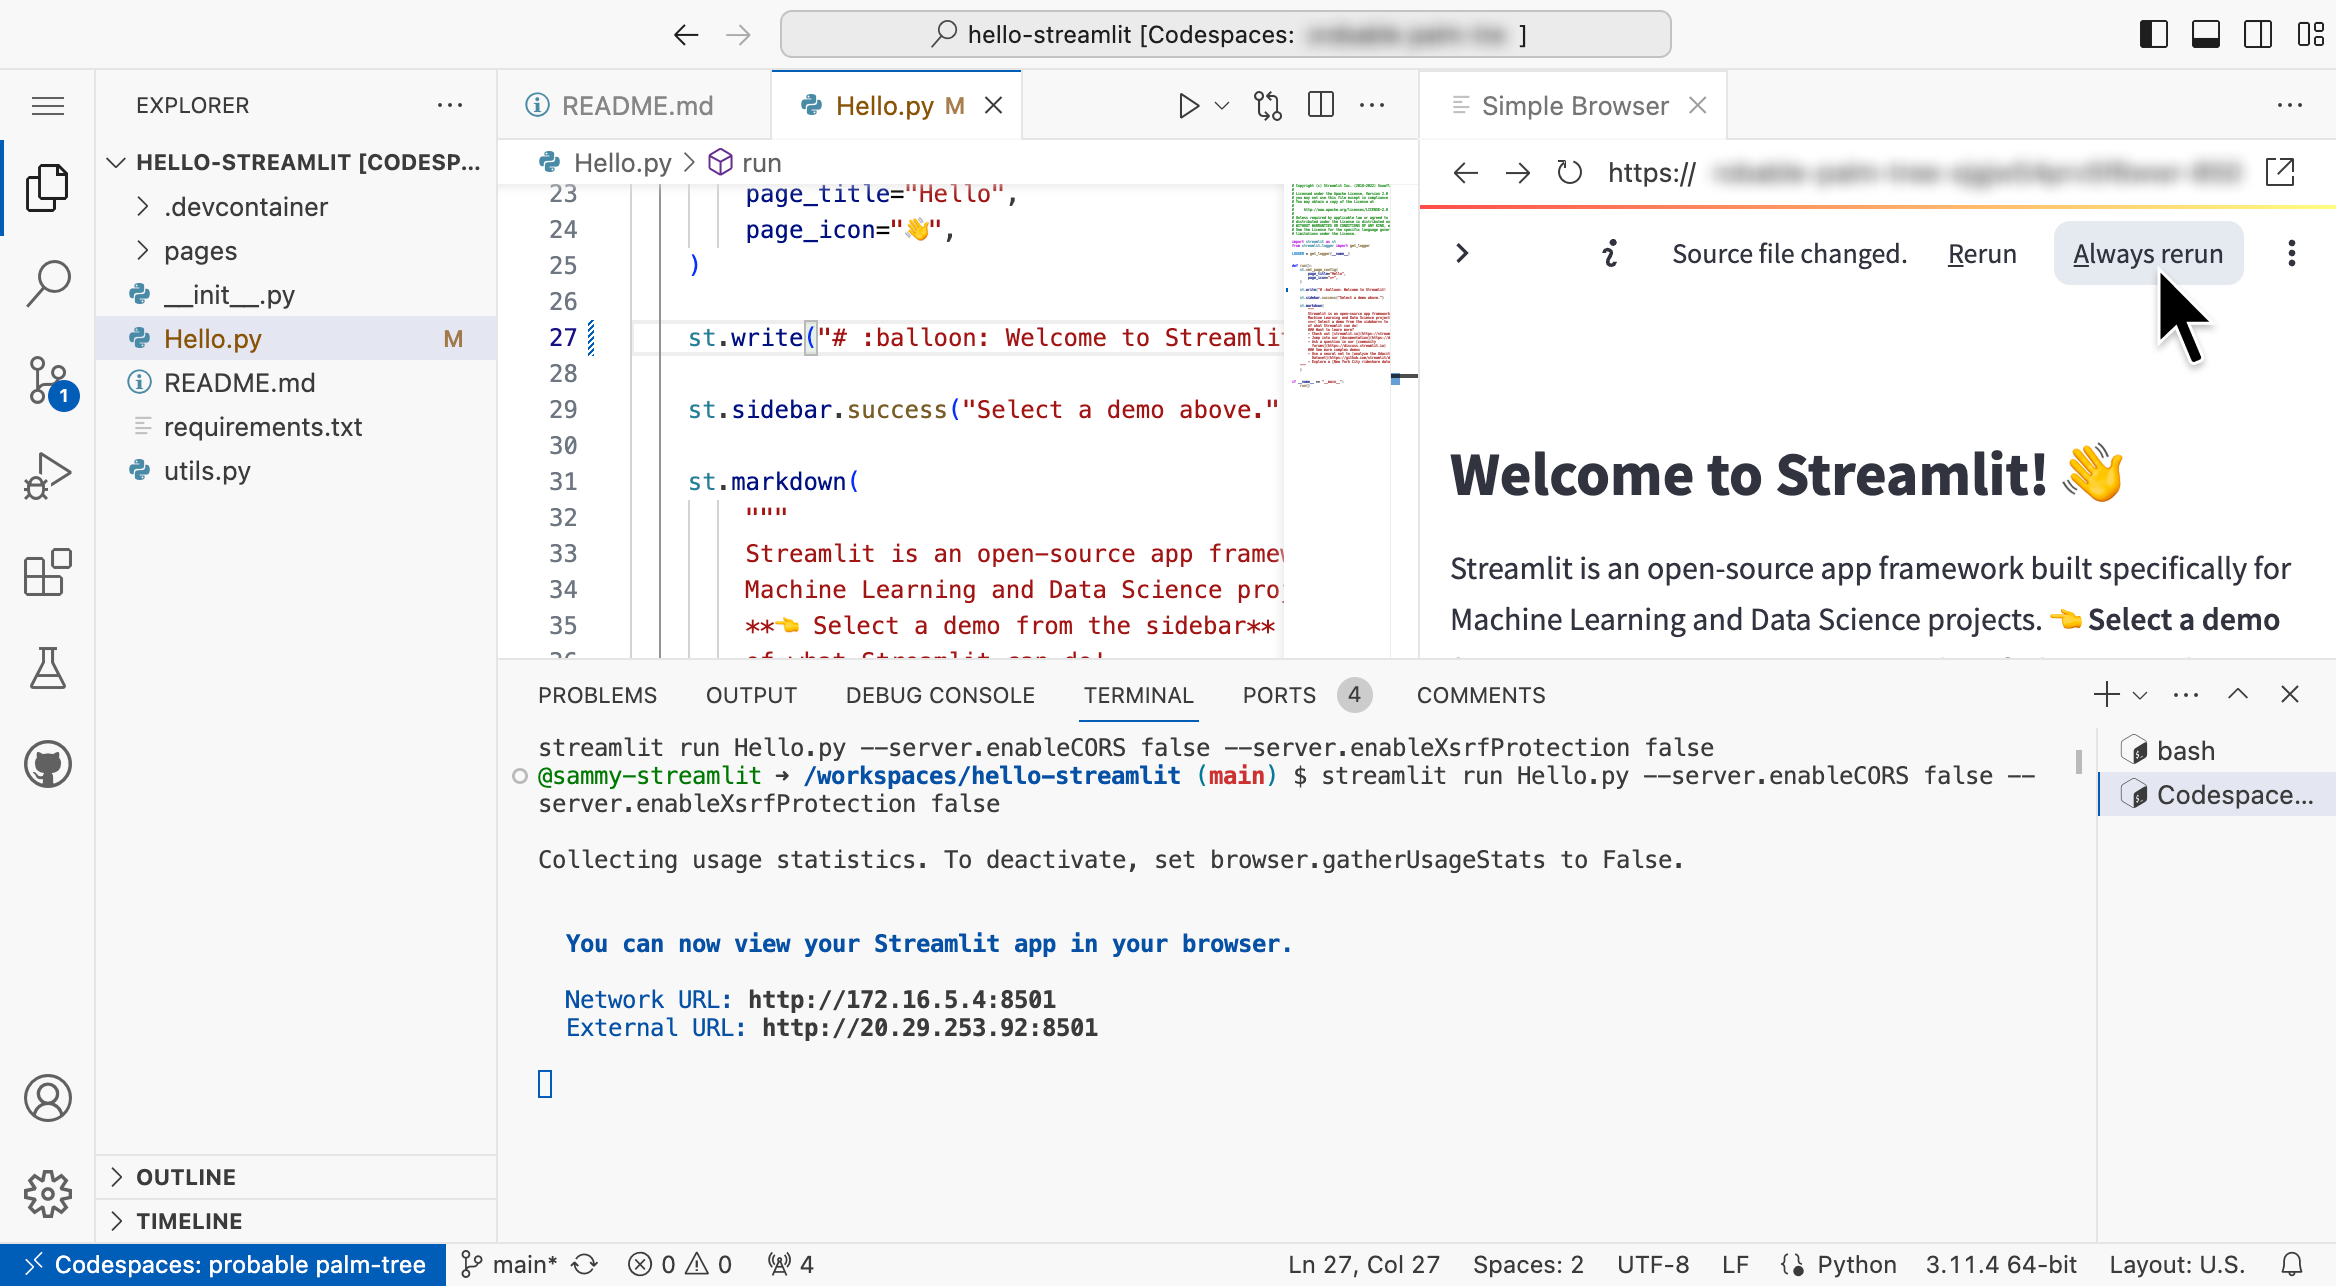 hello-streamlit [Codespaces: ]
EXPLORER
HELLO-STREAMLIT [CODESP...
.devcontainer
pages
__init__.py
Hello.py M
README.md
requirements.txt
utils.py
1
OUTLINE
TIMELINE
README.md
Hello.py M
Hello.py > run
23 page_title="Hello",
24 page_icon="👋",
25 )
26
27 st.write("# :balloon: Welcome to Streamli
28
29 st.sidebar.success("Select a demo above."
30
31 st.markdown(
32 """
33 Streamlit is an open-source app frame
34 Machine Learning and Data Science pro
35 **👈 Select a demo from the sidebar**
36 of what Streamlit can do!
Simple Browser
https://
Source file changed. Rerun Always rerun
Welcome to Streamlit! 👋
Streamlit is an open-source app framework built specifically for
Machine Learning and Data Science projects. 👈 Select a demo
PROBLEMS OUTPUT DEBUG CONSOLE TERMINAL PORTS 4 COMMENTS
streamlit run Hello.py --server.enableCORS false --server.enableXsrfProtection false
@sammy-streamlit ➜ /workspaces/hello-streamlit (main) $ streamlit run Hello.py --server.enableCORS false --
server.enableXsrfProtection false
Collecting usage statistics. To deactivate, set browser.gatherUsageStats to False.
You can now view your Streamlit app in your browser.
Network URL: http://172.16.5.4:8501
External URL: http://20.29.253.92:8501
bash
Codespace...
Codespaces: probable palm-tree main* 0 0 4 Ln 27, Col 27 Spaces: 2 UTF-8 LF Python 3.11.4 64-bit Layout: U.S.